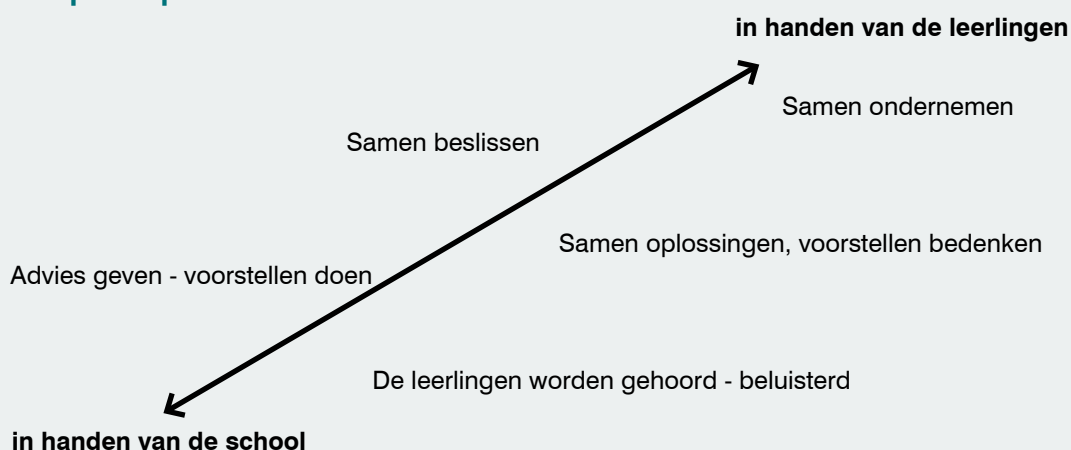 in handen van de leerlingen
Samen ondernemen
Samen beslissen
Samen oplossingen, voorstellen bedenken
Advies geven - voorstellen doen
De leerlingen worden gehoord - beluisterd
in handen van de school